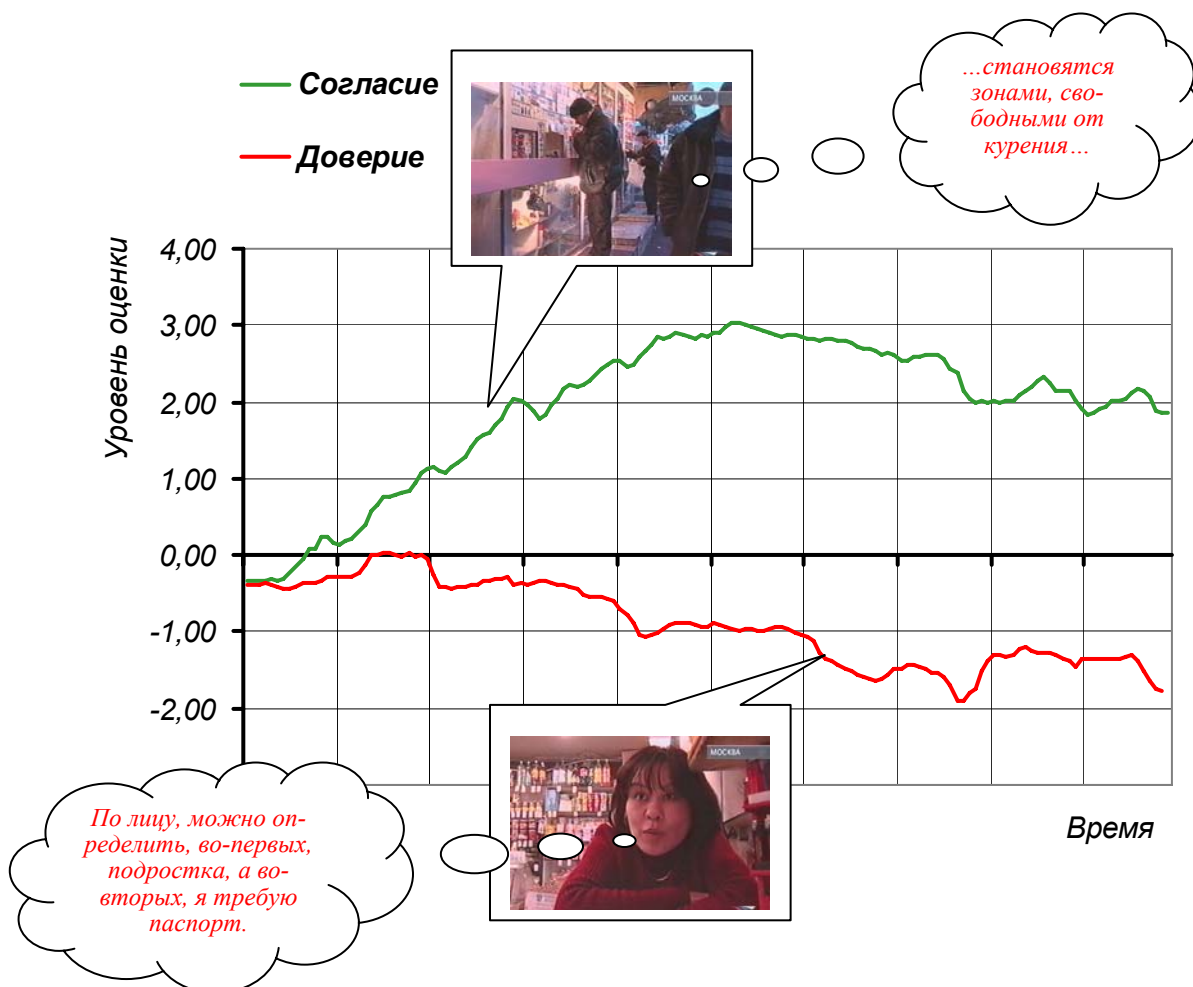 Согласие
Доверие
МОСКВА
…становятся
зонами, сво-
бодными от
курения…
Уровень оценки
4,00
3,00
2,00
1,00
0,00
-1,00
-2,00
МОСКВА
По лицу, можно оп-
ределить, во-первых,
подростка, а во-
вторых, я требую
паспорт.
Время